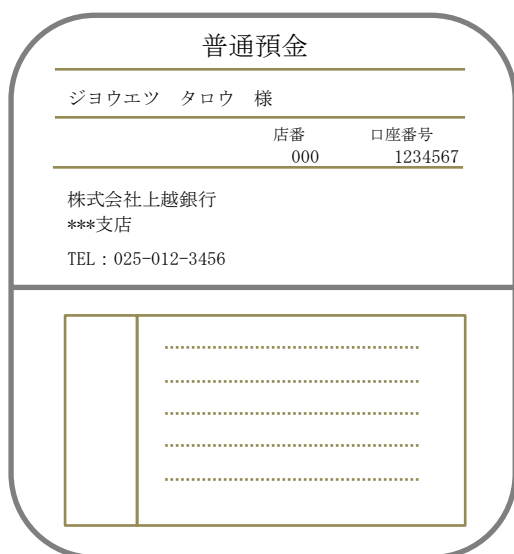 普通預金
ジョウエツ　タロウ　様
店番　口座番号
000　1234567
株式会社上越銀行
***支店
TEL：025-012-3456